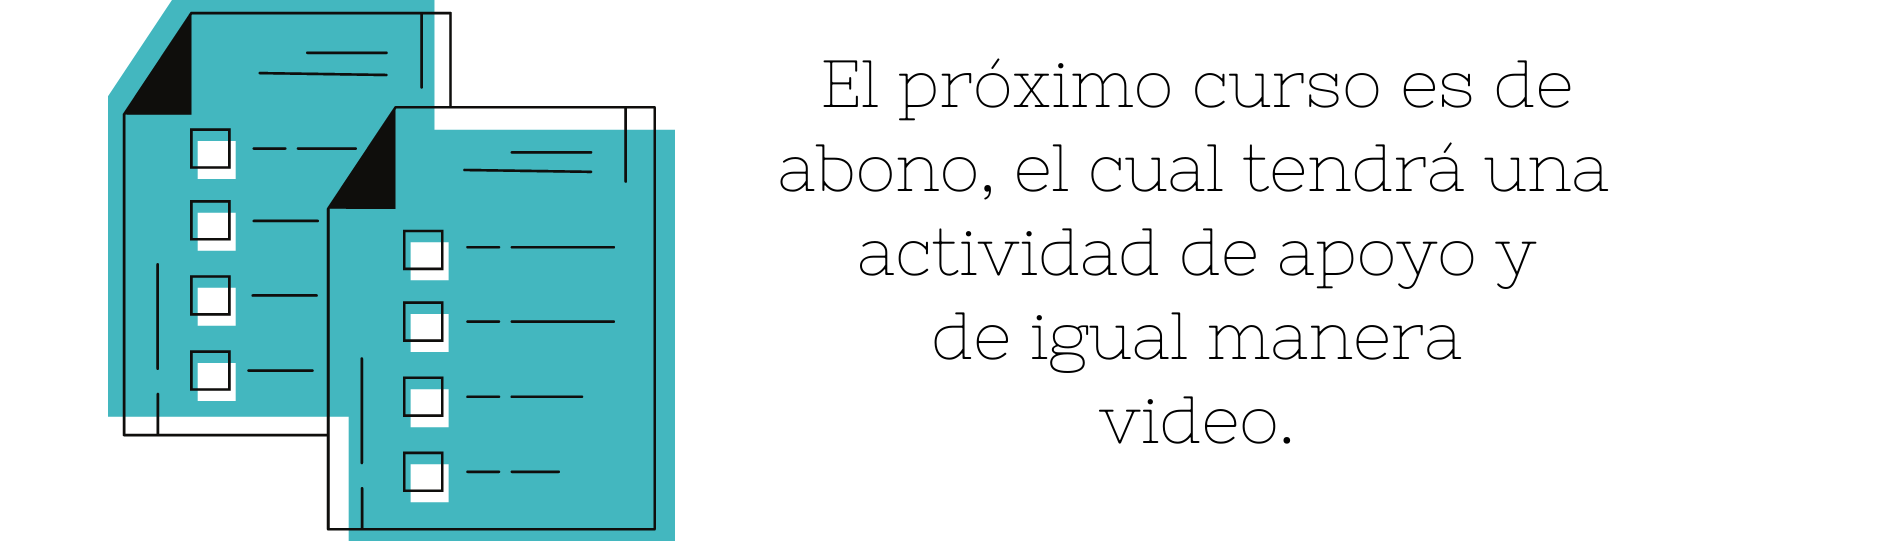 El próximo curso es de
abono, el cual tendrá una
actividad de apoyo y
de igual manera
video.